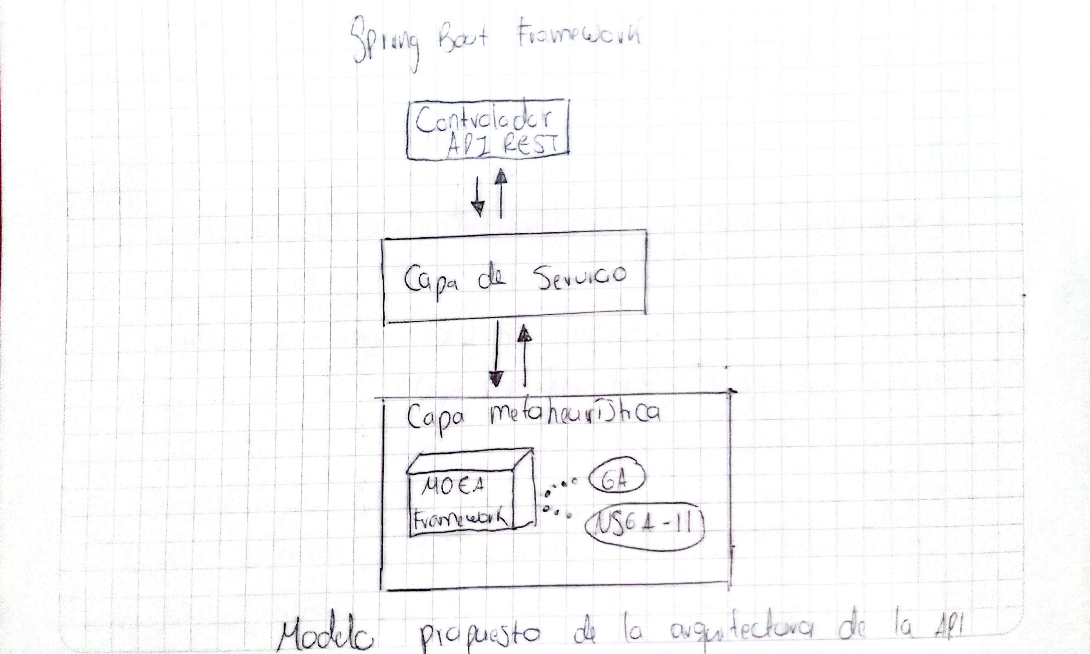 Spring Boot Framework
Controlador
API REST
Capa de Servicio
Capa metaheurística
MOEA
Framework
GA
NSGA-II
Modelo propuesto de la arquitectura de la API